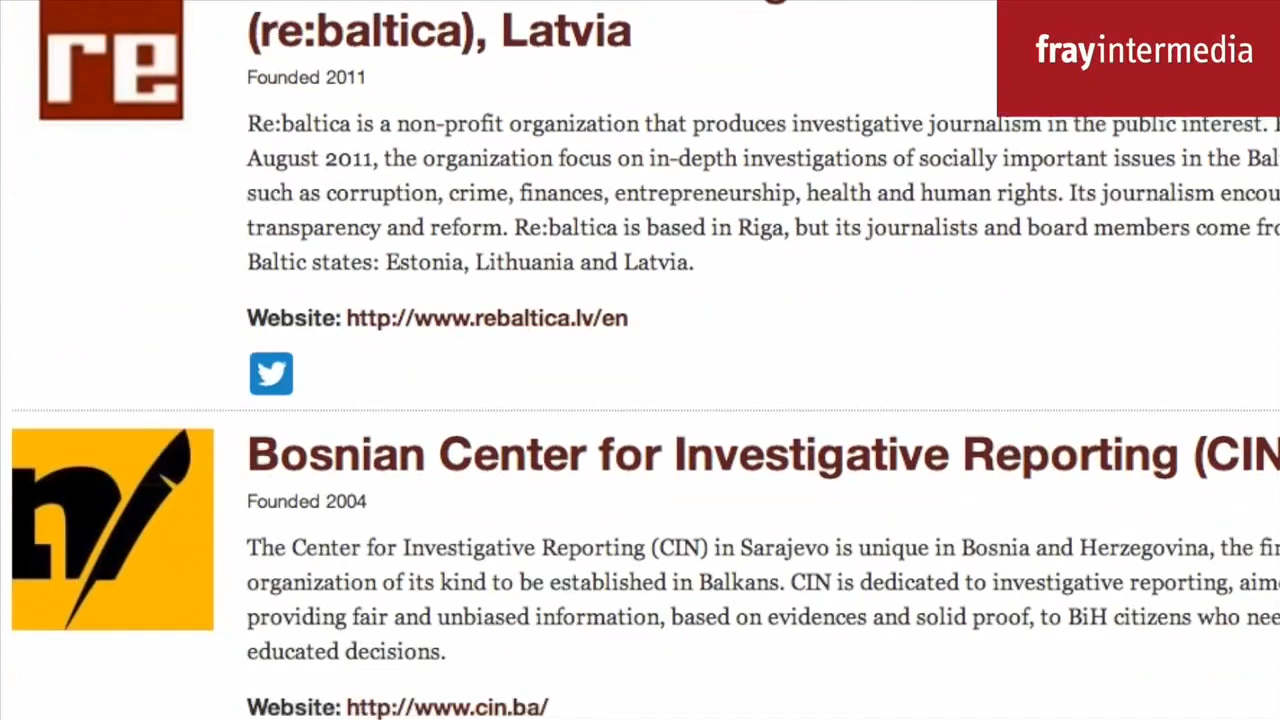 (re:baltica), Latvia
frayintermedia
re
Founded 2011
Re:baltica is a non-profit organization that produces investigative journalism in the public interest.
August 2011, the organization focus on in-depth investigations of socially important issues in the Bal
such as corruption, crime, finances, entrepreneurship, health and human rights. Its journalism encou
transparency and reform. Re:baltica is based in Riga, but its journalists and board members come fro
Baltic states: Estonia, Lithuania and Latvia.
Website: http://www.rebaltica.lv/en
Bosnian Center for Investigative Reporting (CIN
n/
Founded 2004
The Center for Investigative Reporting (CIN) in Sarajevo is unique in Bosnia and Herzegovina, the fir
organization of its kind to be established in Balkans. CIN is dedicated to investigative reporting, aime
providing fair and unbiased information, based on evidences and solid proof, to BiH citizens who nee
educated decisions.
Website: http://www.cin.ba/